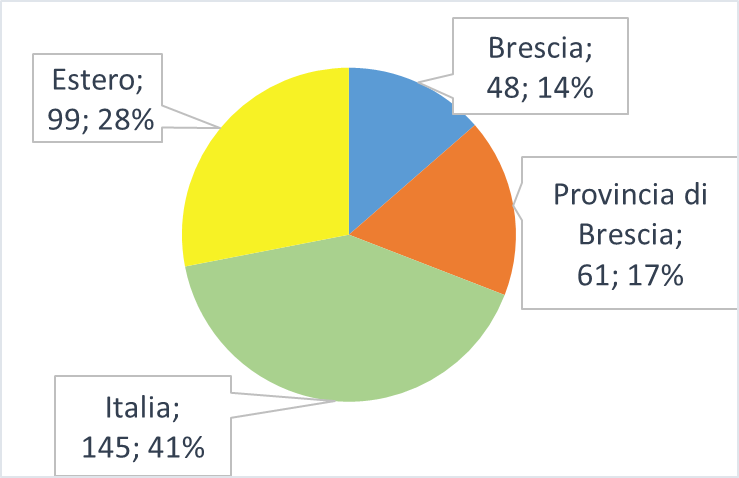 Brescia;
48; 14%
Estero;
99; 28%
Provincia di
Brescia;
61; 17%
Italia;
145; 41%